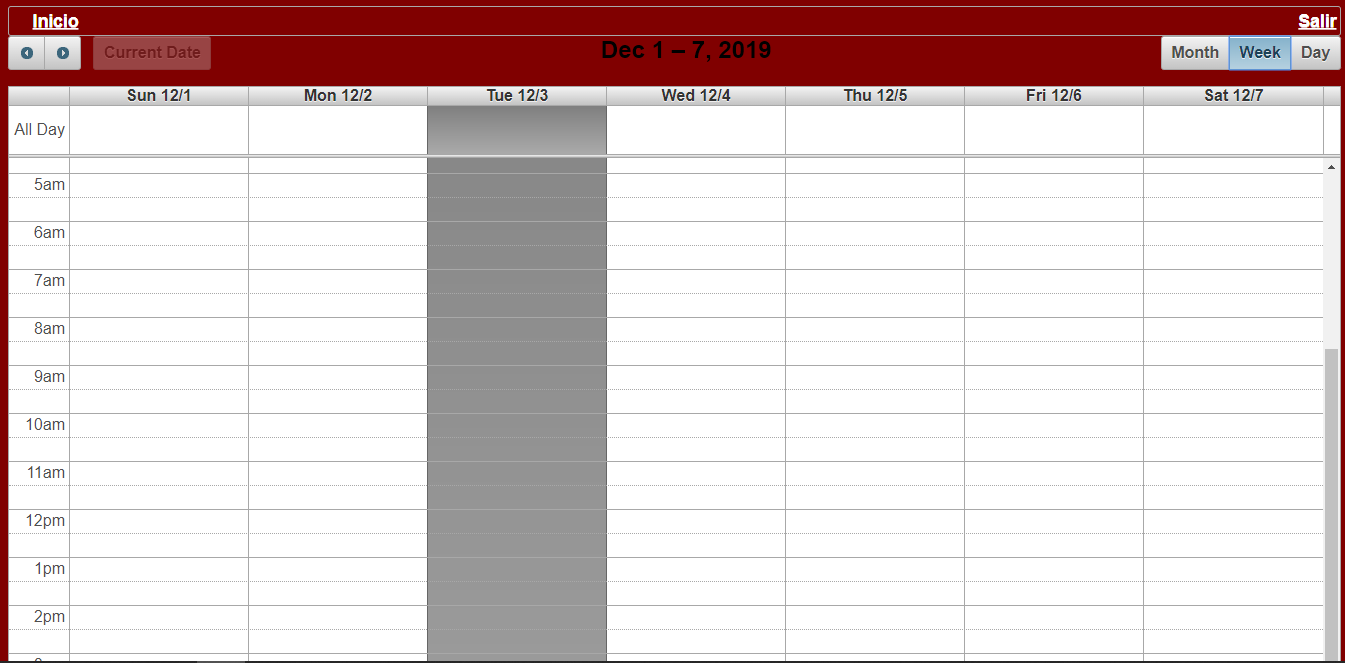 Inicio Salir
Current Date Dec 1 – 7, 2019 Month Week Day
Sun 12/1 Mon 12/2 Tue 12/3 Wed 12/4 Thu 12/5 Fri 12/6 Sat 12/7
All Day
5am
6am
7am
8am
9am
10am
11am
12pm
1pm
2pm